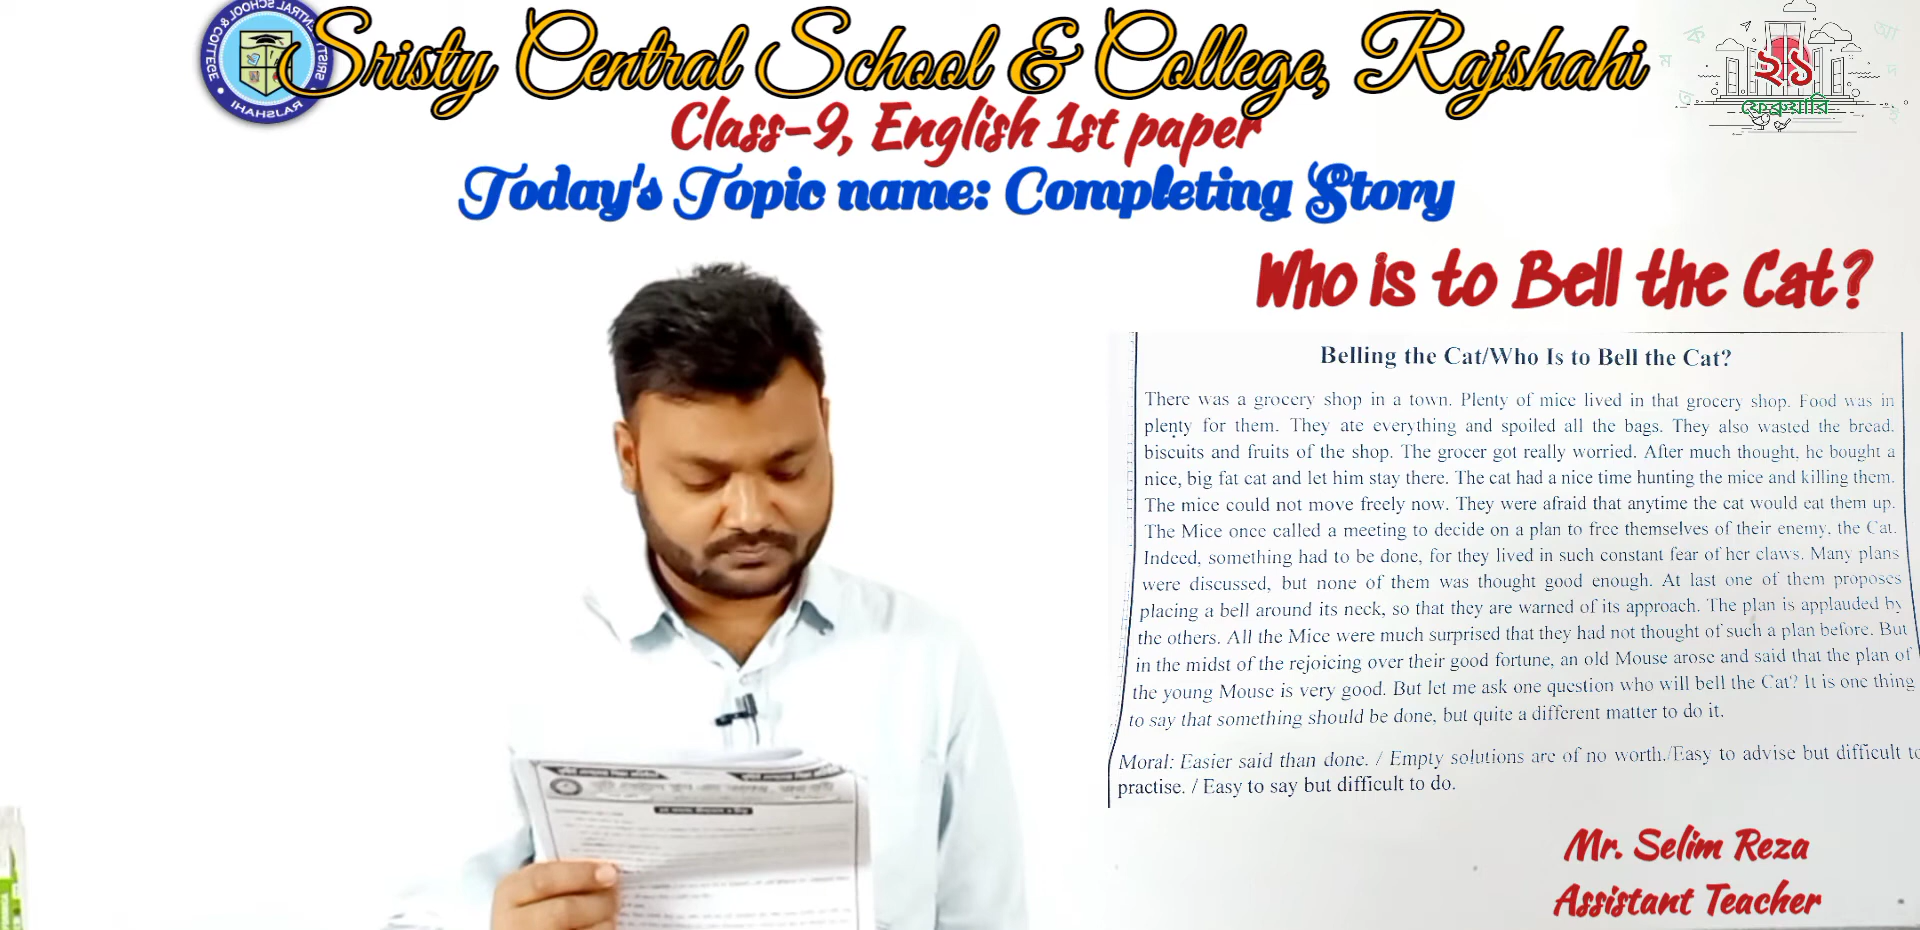 Sristy Central School & College, Rajshahi
Class-9, English 1st paper
Today's Topic name: Completing Story
২১
ফেব্রুয়ারি
Who is to Bell the Cat?
Belling the Cat/Who Is to Bell the Cat?
There was a grocery shop in a town. Plenty of mice lived in that grocery shop. Food was in
plenty for them. They ate everything and spoiled all the bags. They also wasted the bread,
biscuits and fruits of the shop. The grocer got really worried. After much thought, he bought a
nice, big fat cat and let him stay there. The cat had a nice time hunting the mice and killing them.
The mice could not move freely now. They were afraid that anytime the cat would eat them up.
The Mice once called a meeting to decide on a plan to free themselves of their enemy, the Cat.
Indeed, something had to be done, for they lived in such constant fear of her claws. Many plans
were discussed, but none of them was thought good enough. At last one of them proposes
placing a bell around its neck, so that they are warned of its approach. The plan is applauded by
the others. All the Mice were much surprised that they had not thought of such a plan before. But
in the midst of the rejoicing over their good fortune, an old Mouse arose and said that the plan of
the young Mouse is very good. But let me ask one question who will bell the Cat? It is one thing
to say that something should be done, but quite a different matter to do it.
Moral: Easier said than done. / Empty solutions are of no worth./Easy to advise but difficult to
practise. / Easy to say but difficult to do.
Mr. Selim Reza
Assistant Teacher